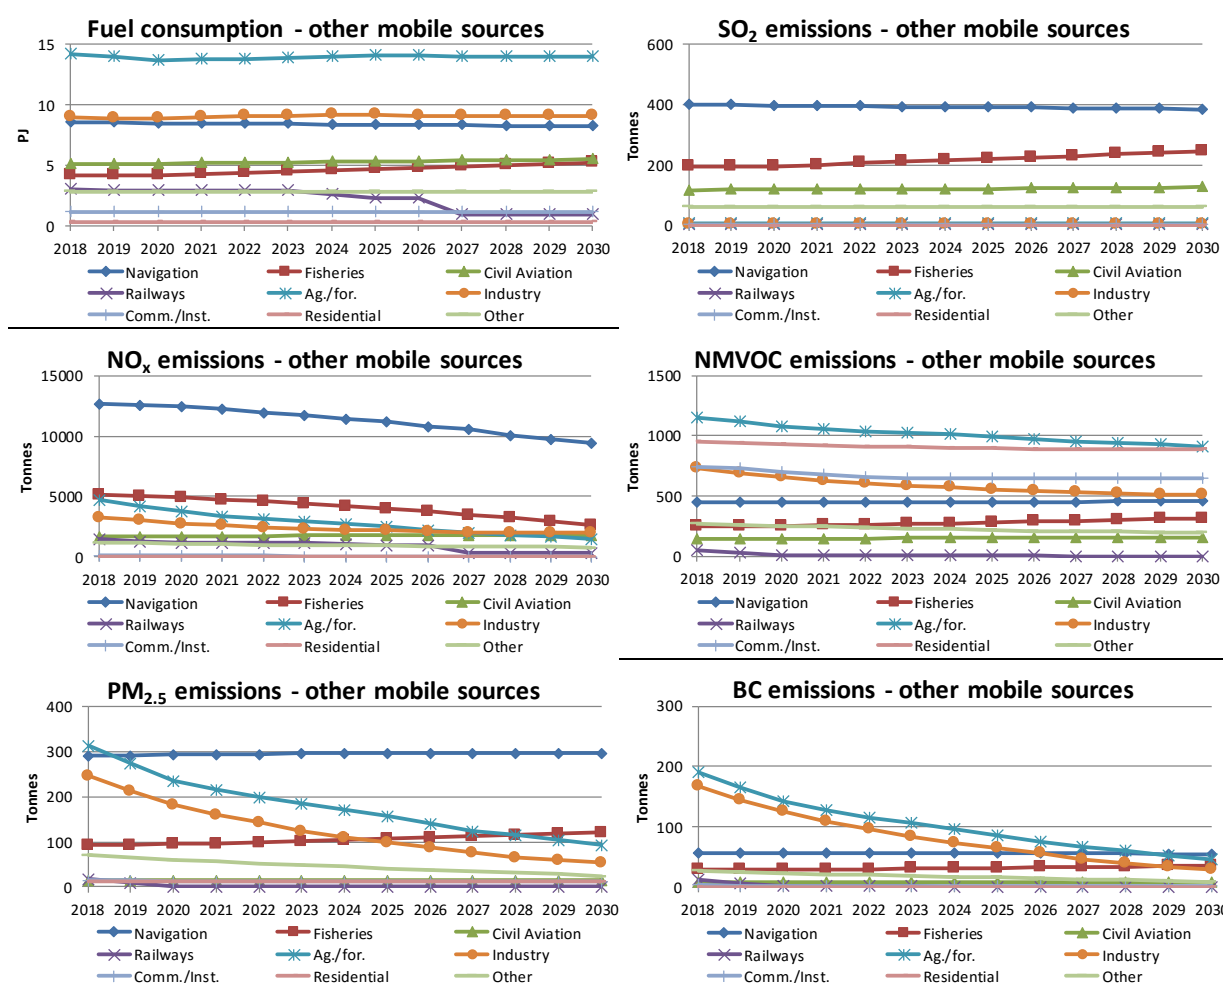 Fuel consumption - other mobile sources
15
10
5
0
PJ
2018 2019 2020 2021 2022 2023 2024 2025 2026 2027 2028 2029 2030
Navigation Fisheries Civil Aviation
Railways Ag./for. Industry
Comm./Inst. Residential Other
SO2 emissions - other mobile sources
600
400
200
0
Tonnes
2018 2019 2020 2021 2022 2023 2024 2025 2026 2027 2028 2029 2030
Navigation Fisheries Civil Aviation
Railways Ag./for. Industry
Comm./Inst. Residential Other
NOx emissions - other mobile sources
15000
10000
5000
0
Tonnes
2018 2019 2020 2021 2022 2023 2024 2025 2026 2027 2028 2029 2030
Navigation Fisheries Civil Aviation
Railways Ag./for. Industry
Comm./Inst. Residential Other
NMVOC emissions - other mobile sources
1500
1000
500
0
Tonnes
2018 2019 2020 2021 2022 2023 2024 2025 2026 2027 2028 2029 2030
Navigation Fisheries Civil Aviation
Railways Ag./for. Industry
Comm./Inst. Residential Other
PM2.5 emissions - other mobile sources
400
300
200
100
0
Tonnes
2018 2019 2020 2021 2022 2023 2024 2025 2026 2027 2028 2029 2030
Navigation Fisheries Civil Aviation
Railways Ag./for. Industry
Comm./Inst. Residential Other
BC emissions - other mobile sources
300
200
100
0
Tonnes
2018 2019 2020 2021 2022 2023 2024 2025 2026 2027 2028 2029 2030
Navigation Fisheries Civil Aviation
Railways Ag./for. Industry
Comm./Inst. Residential Other